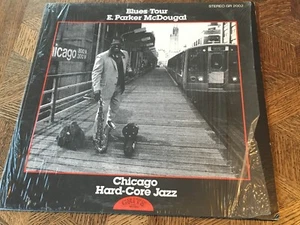 Blues Tour
E. Parker McDougal
STEREO GR 2003
Chicago
Chicago
Hard-Core Jazz